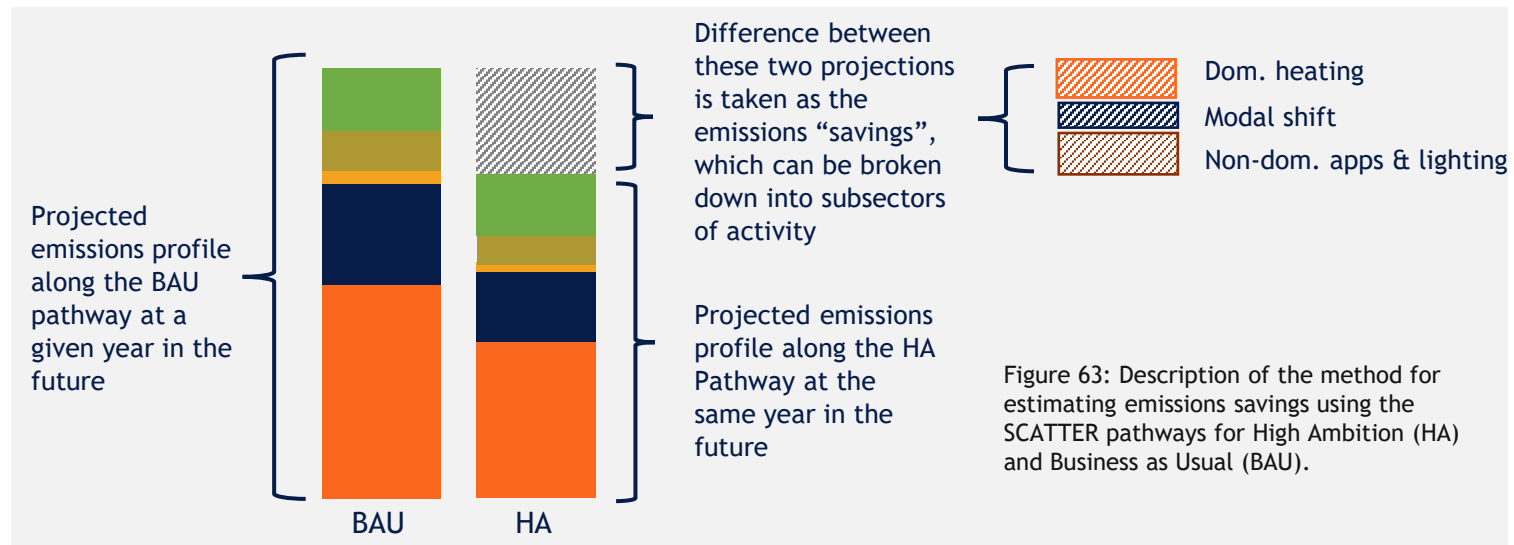 Projected
emissions profile
along the BAU
pathway at a
given year in the
future
BAU
HA
Difference between
these two projections
is taken as the
emissions “savings”,
which can be broken
down into subsectors
of activity
Projected emissions
profile along the HA
Pathway at the
same year in the
future
Dom. heating
Modal shift
Non-dom. apps & lighting
Figure 63: Description of the method for
estimating emissions savings using the
SCATTER pathways for High Ambition (HA)
and Business as Usual (BAU).